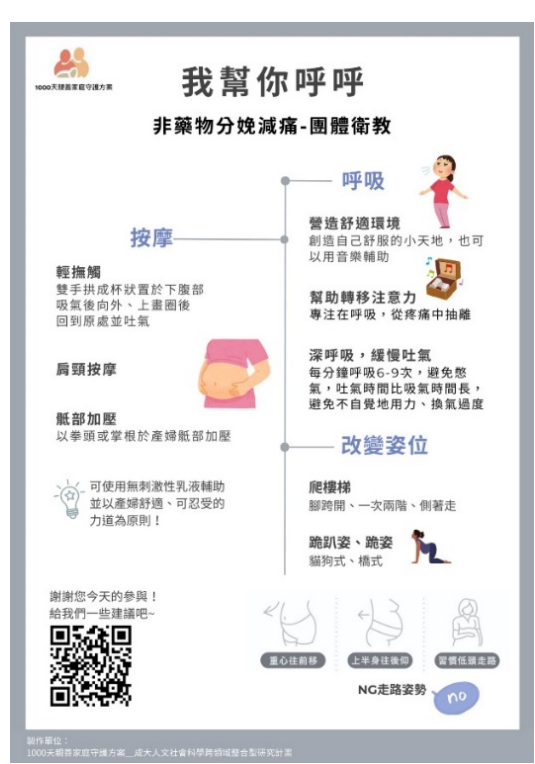 1000天親善家庭守護方案
我幫你呼呼
非藥物分娩減痛-團體衛教
呼吸
營造舒適環境
創造自己舒服的小天地，也可
以用音樂輔助
幫助轉移注意力
專注在呼吸，從疼痛中抽離
深呼吸，緩慢吐氣
每分鐘呼吸6-9次，避免憋
氣，吐氣時間比吸氣時間長，
避免不自覺地用力、換氣過度
按摩
輕撫觸
雙手拱成杯狀置於下腹部
吸氣後向外、上畫圈後
回到原處並吐氣
肩頸按摩
骶部加壓
以拳頭或掌根於產婦骶部加壓
可使用無刺激性乳液輔助
並以產婦舒適、可忍受的
力道為原則！
改變姿位
爬樓梯
腳跨開、一次兩階、側著走
跪趴姿、跪姿
貓狗式、橋式
謝謝您今天的參與！
給我們一些建議吧~
重心往前移
上半身往後仰
習慣低頭走路
NG走路姿勢
no
製作單位：
1000天親善家庭守護方案__成大人文社會科學跨領域整合型研究計畫